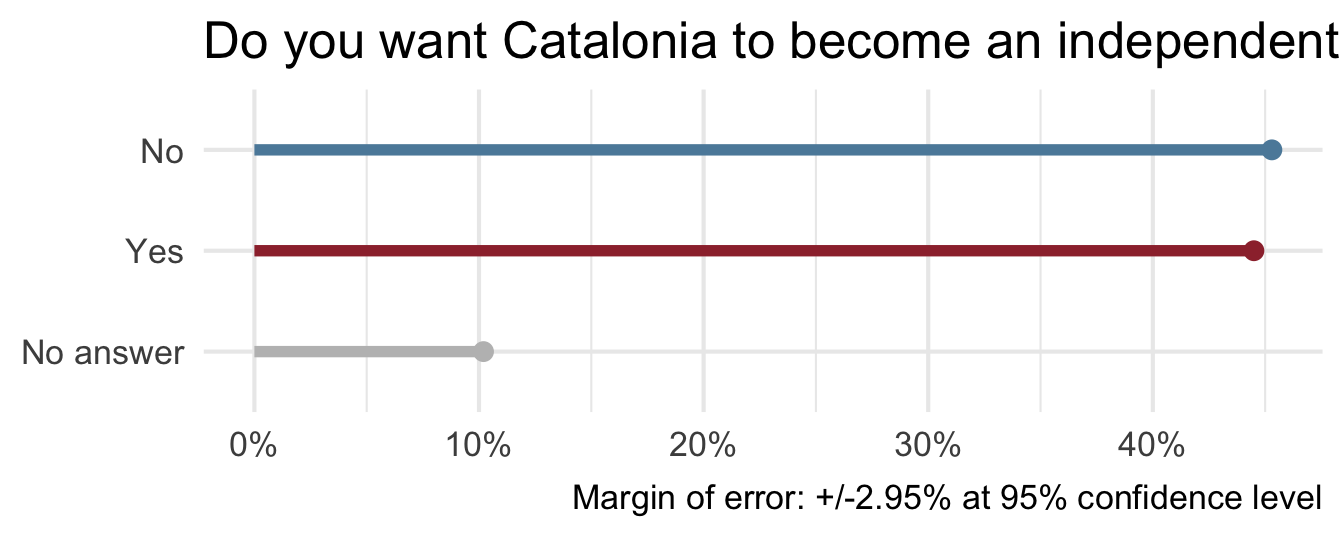 Do you want Catalonia to become an independent
No
Yes
No answer
0% 10% 20% 30% 40%
Margin of error: +/-2.95% at 95% confidence level